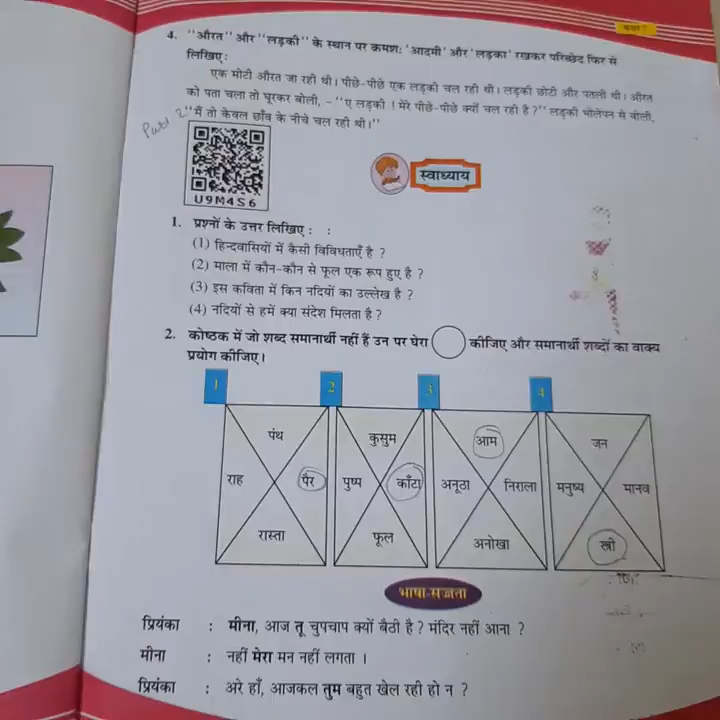 कक्षा 7
4. "औरत" और "लड़की" के स्थान पर क्रमशः 'आदमी' और 'लड़का' रखकर परिच्छेद फिर से
लिखिए :
एक मोटी औरत जा रही थी। पीछे-पीछे एक लड़की चल रही थी। लड़की छोटी और पतली थी। औरत
को पता चला तो घूरकर बोली, - "ए लड़की ! मेरे पीछे-पीछे क्यों चल रही है ?" लड़की भोलेपन से बोली,
Part 2 "मैं तो केवल छाँव के नीचे चल रही थी।"
U9M4S6
स्वाध्याय
1. प्रश्नों के उत्तर लिखिए : :
(1) हिन्दवासियों में कैसी विविधताएँ है ?
(2) माला में कौन-कौन से फूल एक रूप हुए है ?
(3) इस कविता में किन नदियों का उल्लेख है ?
(4) नदियों से हमें क्या संदेश मिलता है ?
2. कोष्ठक में जो शब्द समानार्थी नहीं हैं उन पर घेरा कीजिए और समानार्थी शब्दों का वाक्य
प्रयोग कीजिए।
1 2 3 4
पंथ कुसुम आम जन
राह पैर पुष्प काँटा अनूठा निराला मनुष्य मानव
रास्ता फूल अनोखा स्त्री
भाषा-सज्जता
प्रियंका : मीना, आज तू चुपचाप क्यों बैठी है ? मंदिर नहीं आना ?
मीना : नहीं मेरा मन नहीं लगता ।
प्रियंका : अरे हाँ, आजकल तुम बहुत खेल रही हो न ?